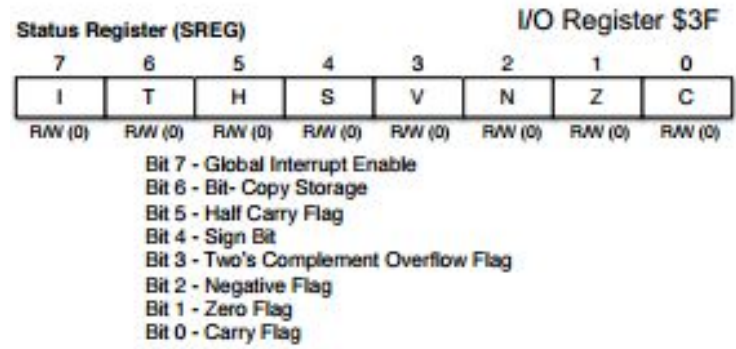 Status Register (SREG) I/O Register $3F
7 6 5 4 3 2 1 0
I T H S V N Z C
R/W (0) R/W (0) R/W (0) R/W (0) R/W (0) R/W (0) R/W (0) R/W (0)
Bit 7 - Global Interrupt Enable
Bit 6 - Bit- Copy Storage
Bit 5 - Half Carry Flag
Bit 4 - Sign Bit
Bit 3 - Two's Complement Overflow Flag
Bit 2 - Negative Flag
Bit 1 - Zero Flag
Bit 0 - Carry Flag